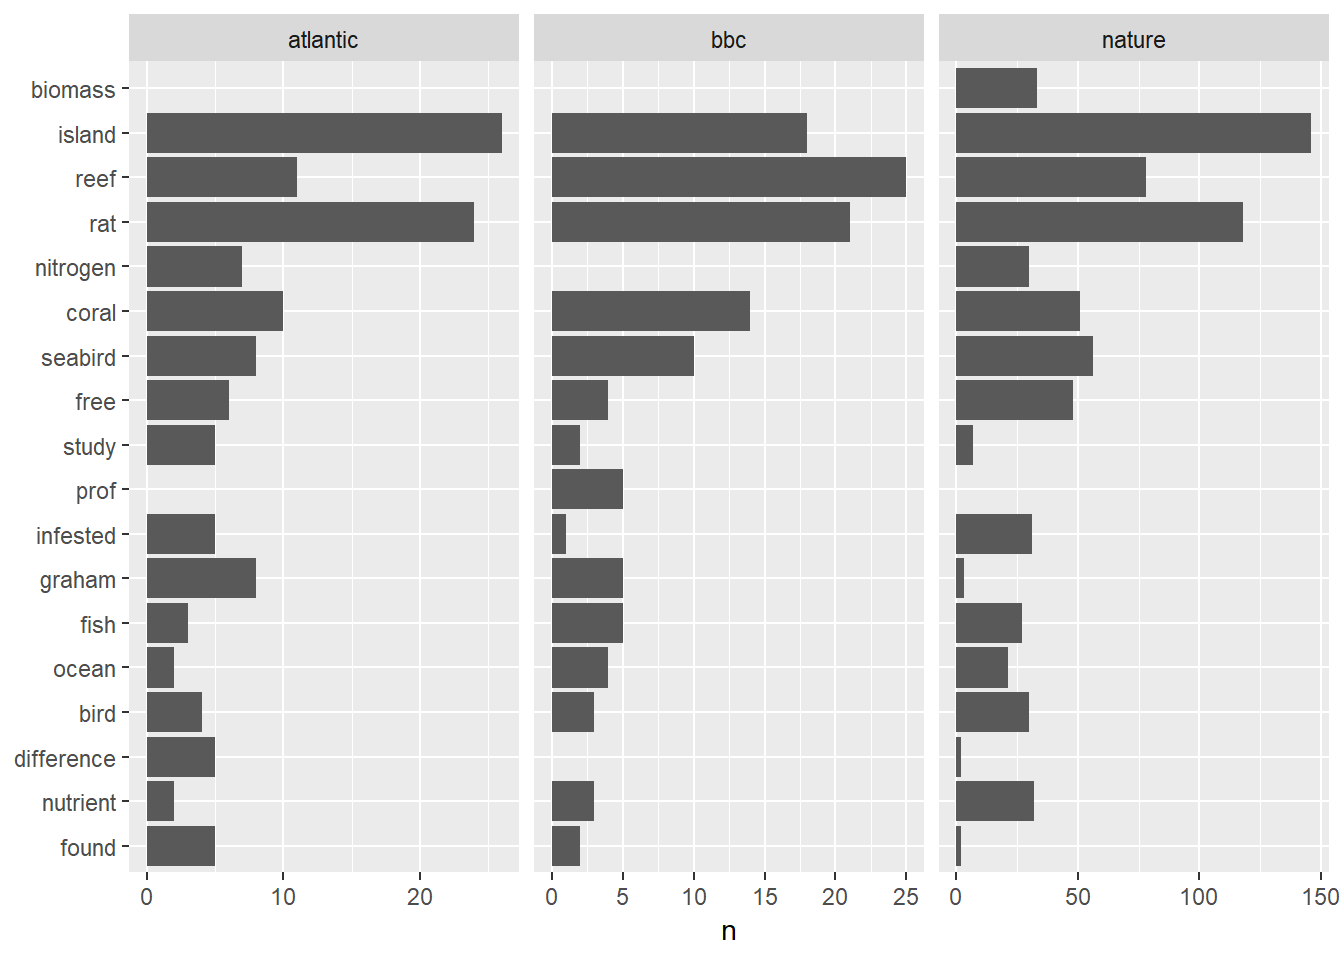 atlantic bbc nature
biomass
island
reef
rat
nitrogen
coral
seabird
free
study
prof
infested
graham
fish
ocean
bird
difference
nutrient
found
0 10 20 0 5 10 15 20 25 0 50 100 150
n